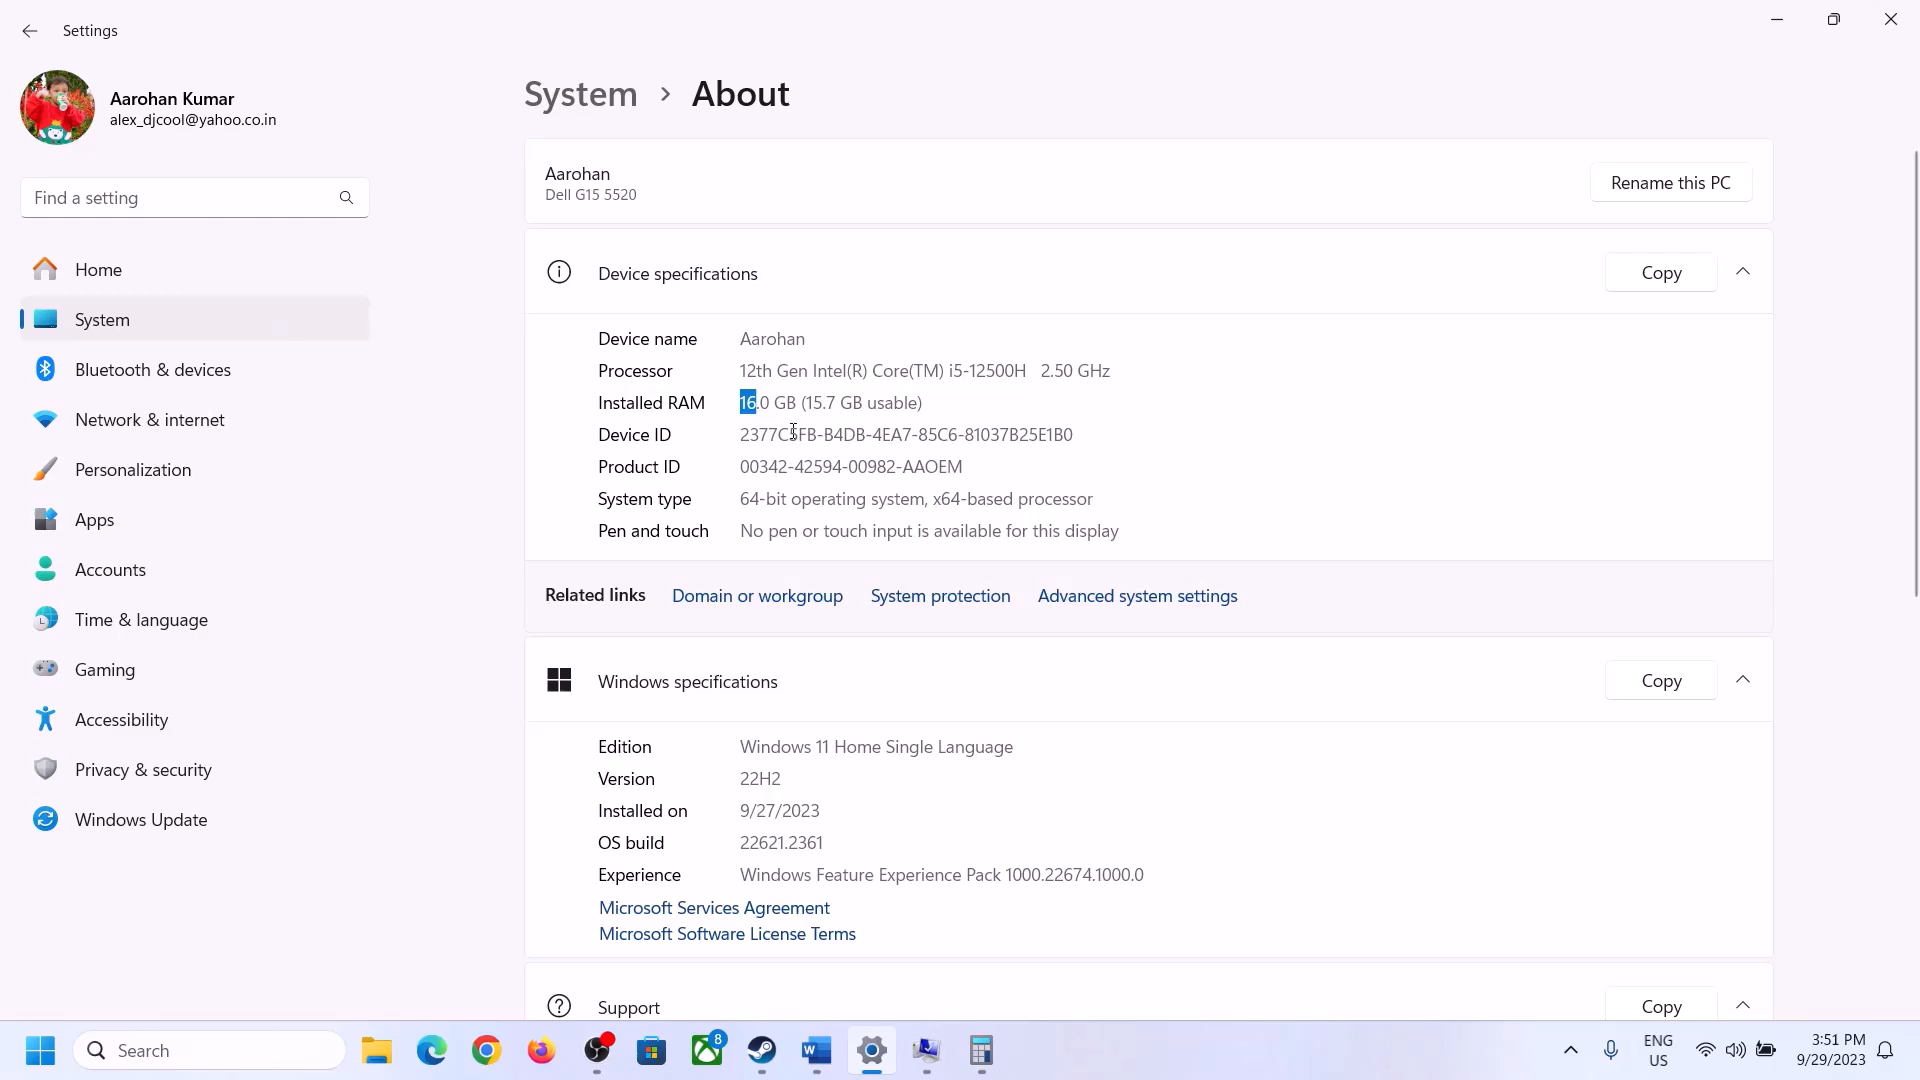 Settings
Aarohan Kumar
alex_djcool@yahoo.co.in
Find a setting
Home
System
Bluetooth & devices
Network & internet
Personalization
Apps
Accounts
Time & language
Gaming
Accessibility
Privacy & security
Windows Update
System > About
Aarohan
Dell G15 5520
Rename this PC
Device specifications
Copy
Device name Aarohan
Processor 12th Gen Intel(R) Core(TM) i5-12500H 2.50 GHz
Installed RAM 16.0 GB (15.7 GB usable)
Device ID 2377C5FB-B4DB-4EA7-85C6-81037B25E1B0
Product ID 00342-42594-00982-AAOEM
System type 64-bit operating system, x64-based processor
Pen and touch No pen or touch input is available for this display
Related links Domain or workgroup System protection Advanced system settings
Windows specifications
Copy
Edition Windows 11 Home Single Language
Version 22H2
Installed on 9/27/2023
OS build 22621.2361
Experience Windows Feature Experience Pack 1000.22674.1000.0
Microsoft Services Agreement
Microsoft Software License Terms
Support
Copy
Search
8
ENG
US
3:51 PM
9/29/2023